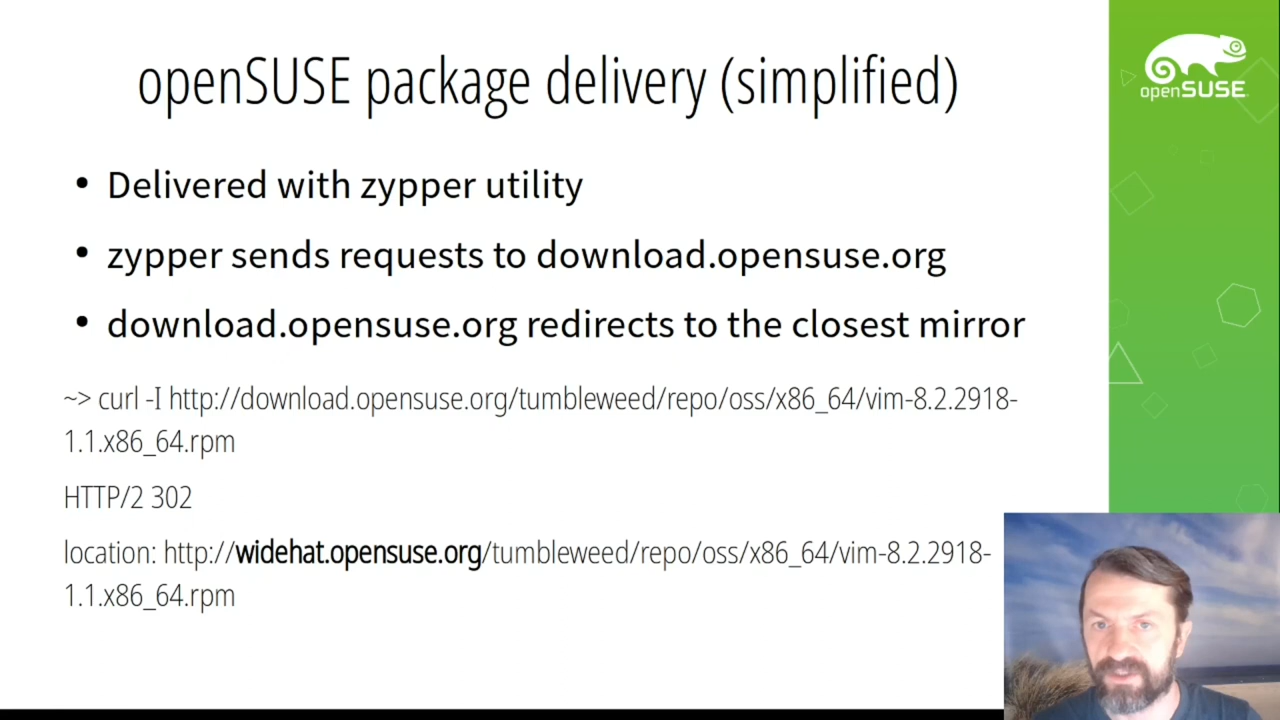 openSUSE package delivery (simplified)
openSUSE
• Delivered with zypper utility
• zypper sends requests to download.opensuse.org
• download.opensuse.org redirects to the closest mirror
~> curl -I http://download.opensuse.org/tumbleweed/repo/oss/x86_64/vim-8.2.2918-
1.1.x86_64.rpm
HTTP/2 302
location: http://widehat.opensuse.org/tumbleweed/repo/oss/x86_64/vim-8.2.2918-
1.1.x86_64.rpm